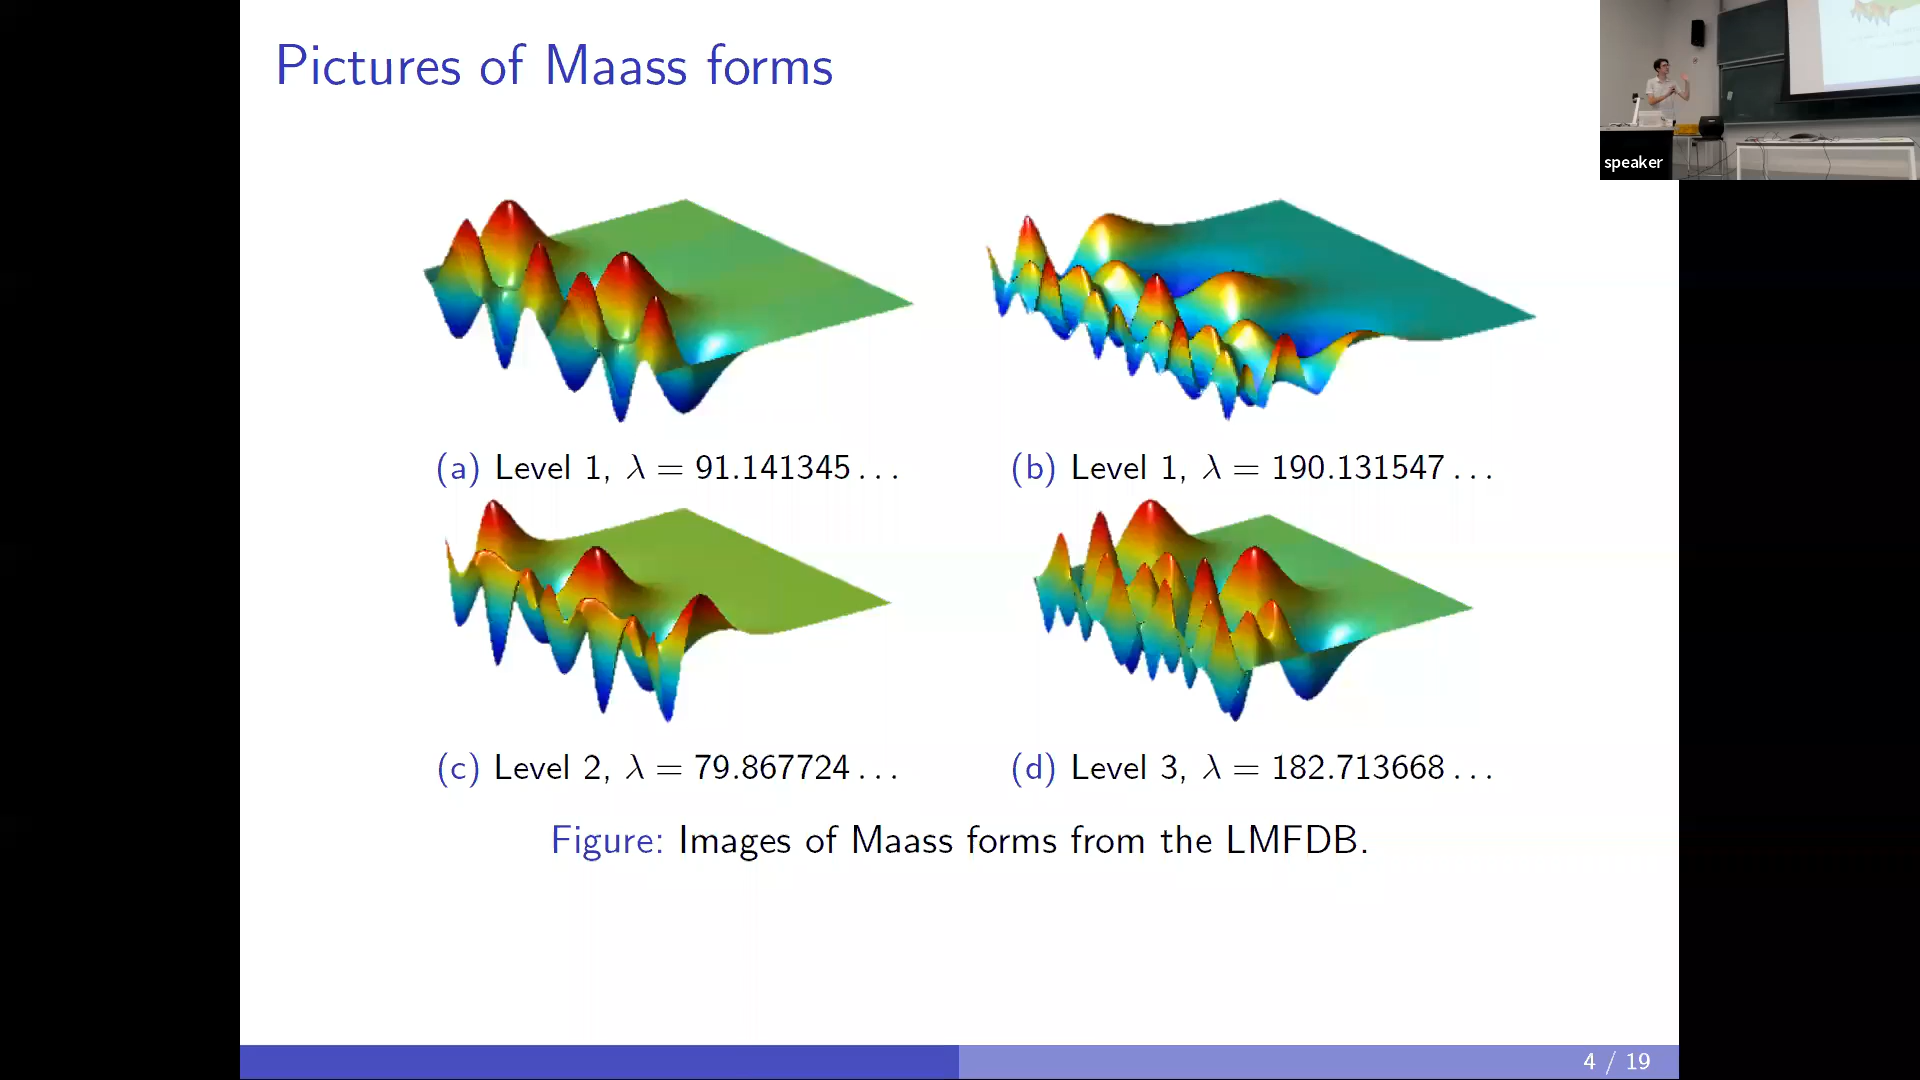 Pictures of Maass forms
speaker
(a) Level 1, λ = 91.141345...
(b) Level 1, λ = 190.131547...
(c) Level 2, λ = 79.867724...
(d) Level 3, λ = 182.713668...
Figure: Images of Maass forms from the LMFDB.
4 / 19